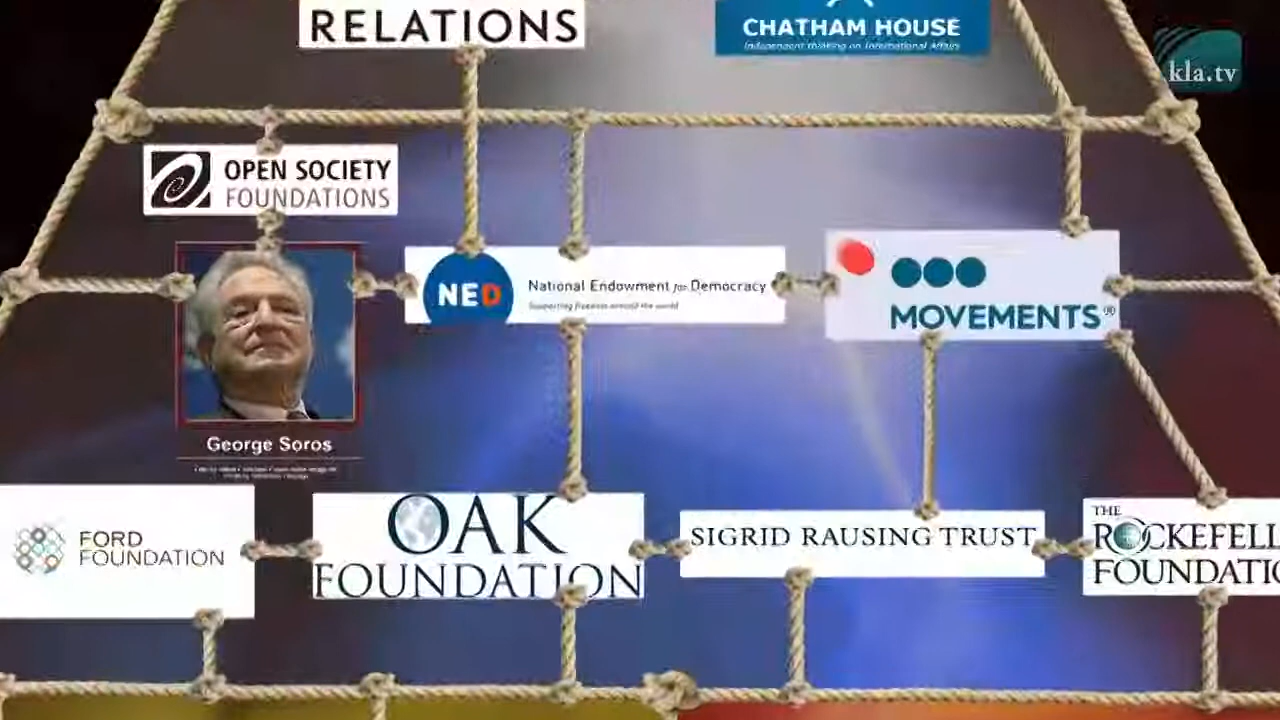 RELATIONS
CHATHAM HOUSE
Independent thinking on International Affairs
kla.tv
OPEN SOCIETY
FOUNDATIONS
NED
National Endowment for Democracy
Supporting freedom around the world
MOVEMENTS®
George Soros
FORD
FOUNDATION
OAK
FOUNDATION
SIGRID RAUSING TRUST
THE
ROCKEFELL
FOUNDATIO